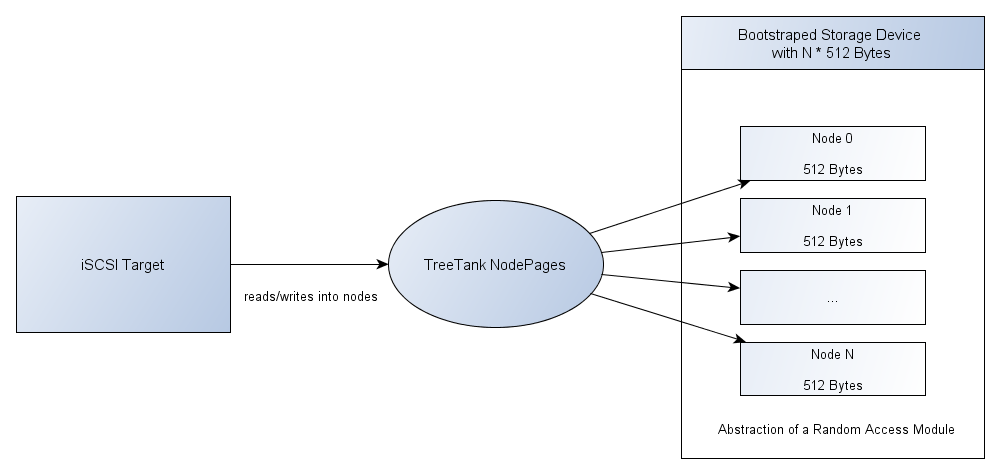 Bootstraped Storage Device
with N * 512 Bytes
Node 0
512 Bytes
Node 1
512 Bytes
iSCSI Target
TreeTank NodePages
reads/writes into nodes
...
Node N
512 Bytes
Abstraction of a Random Access Module